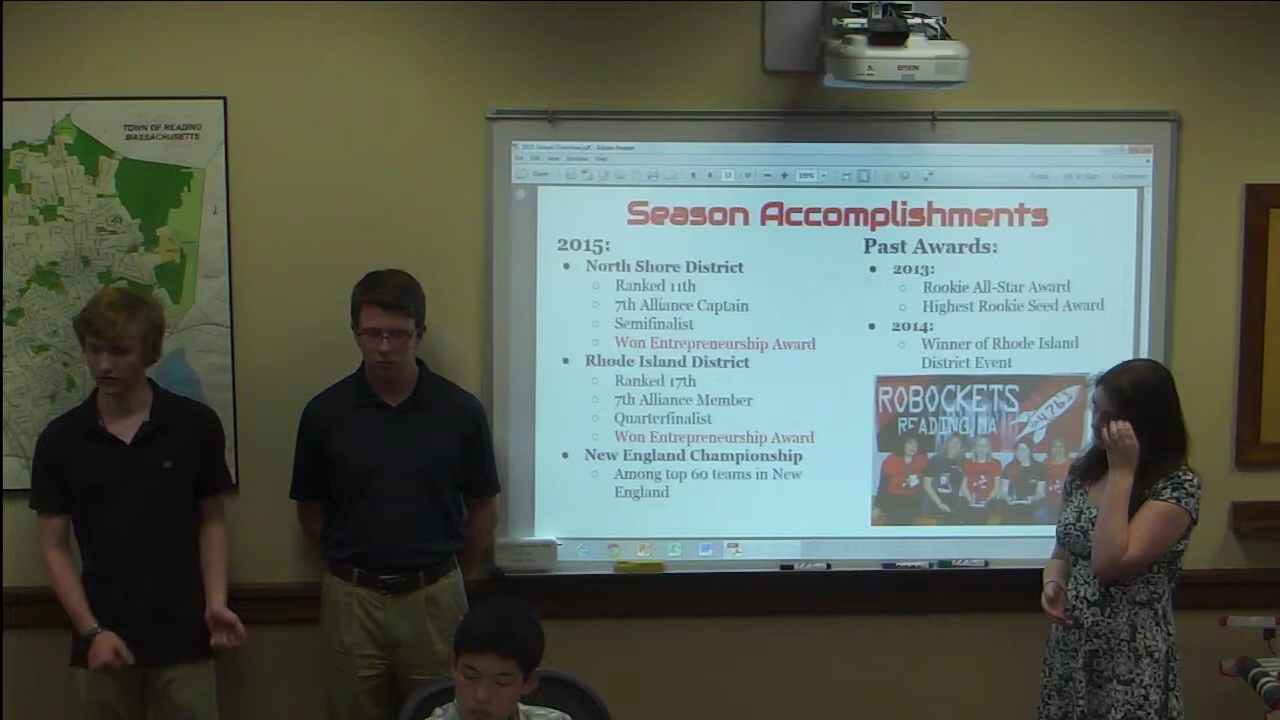 TOWN OF READING
MASSACHUSETTS
EPSON
Season Accomplishments
2015:
North Shore District
Ranked 11th
7th Alliance Captain
Semifinalist
Won Entrepreneurship Award
Rhode Island District
Ranked 17th
7th Alliance Member
Quarterfinalist
Won Entrepreneurship Award
New England Championship
Among top 60 teams in New
England
Past Awards:
2013:
Rookie All-Star Award
Highest Rookie Seed Award
2014:
Winner of Rhode Island
District Event
ROBOCKETS
READING, MA
4761